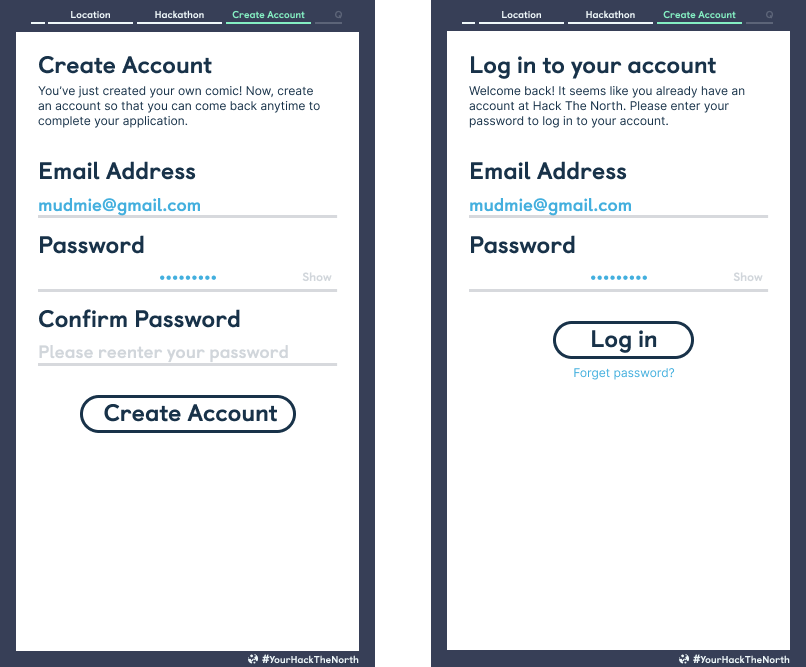 Location Hackathon Create Account Q
Create Account
You've just created your own comic! Now, create
an account so that you can come back anytime to
complete your application.
Email Address
mudmie@gmail.com
Password
••••••••• Show
Confirm Password
Please reenter your password
Create Account
#YourHackTheNorth
Location Hackathon Create Account Q
Log in to your account
Welcome back! It seems like you already have an
account at Hack The North. Please enter your
password to log in to your account.
Email Address
mudmie@gmail.com
Password
••••••••• Show
Log in
Forget password?
#YourHackTheNorth